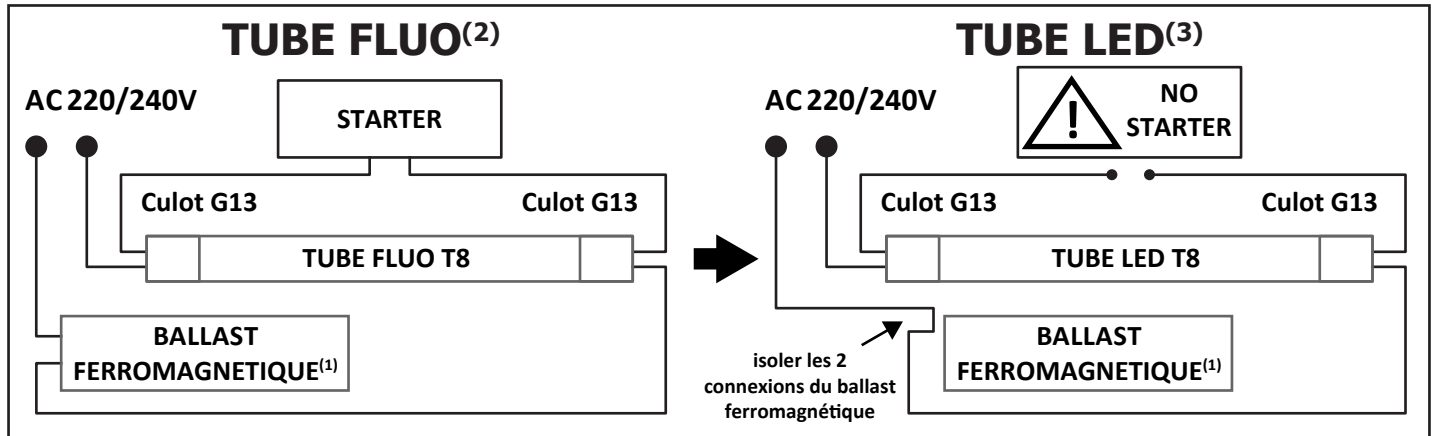 TUBE FLUO(2)
AC 220/240V
STARTER
Culot G13
Culot G13
TUBE FLUO T8
BALLAST
FERROMAGNETIQUE(1)
TUBE LED(3)
AC 220/240V
!
NO
STARTER
Culot G13
Culot G13
TUBE LED T8
isoler les 2
connexions du ballast
ferromagnétique
BALLAST
FERROMAGNETIQUE(1)